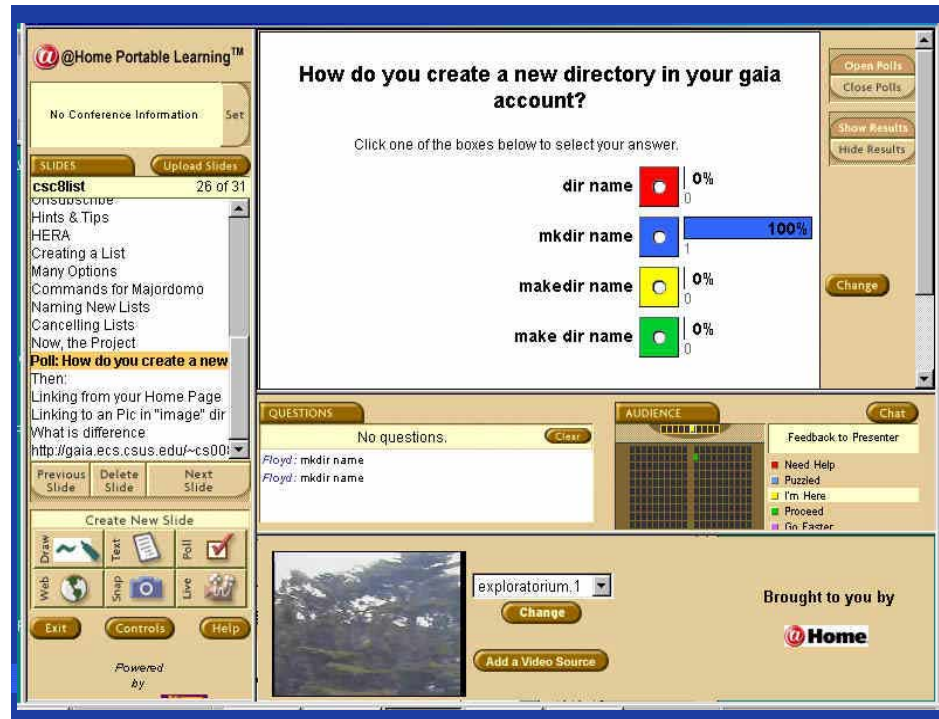 @Home Portable Learning™
No Conference Information
Set
SLIDES
Upload Slides
csc8list 26 of 31
Unsubscribe
Hints & Tips
HERA
Creating a List
Many Options
Commands for Majordomo
Naming New Lists
Cancelling Lists
Now, the Project
Poll: How do you create a new
Then:
Linking from your Home Page
Linking to an Pic in "image" dir
What is difference
http://gaia.ecs.csus.edu/~cs00
Previous Slide
Delete Slide
Next Slide
Create New Slide
Draw
Text
Poll
Web
Snap
Live
Exit
Controls
Help
Powered
by
How do you create a new directory in your gaia
account?
Click one of the boxes below to select your answer.
dir name 0%
0
mkdir name 100%
1
makedir name 0%
0
make dir name 0%
0
Open Polls
Close Polls
Show Results
Hide Results
Change
QUESTIONS
No questions.
Clear
Floyd: mkdir name
Floyd: mkdir name
AUDIENCE
Chat
Feedback to Presenter
Need Help
Puzzled
I'm Here
Proceed
Go Faster
exploratorium.1
Change
Add a Video Source
Brought to you by
@Home